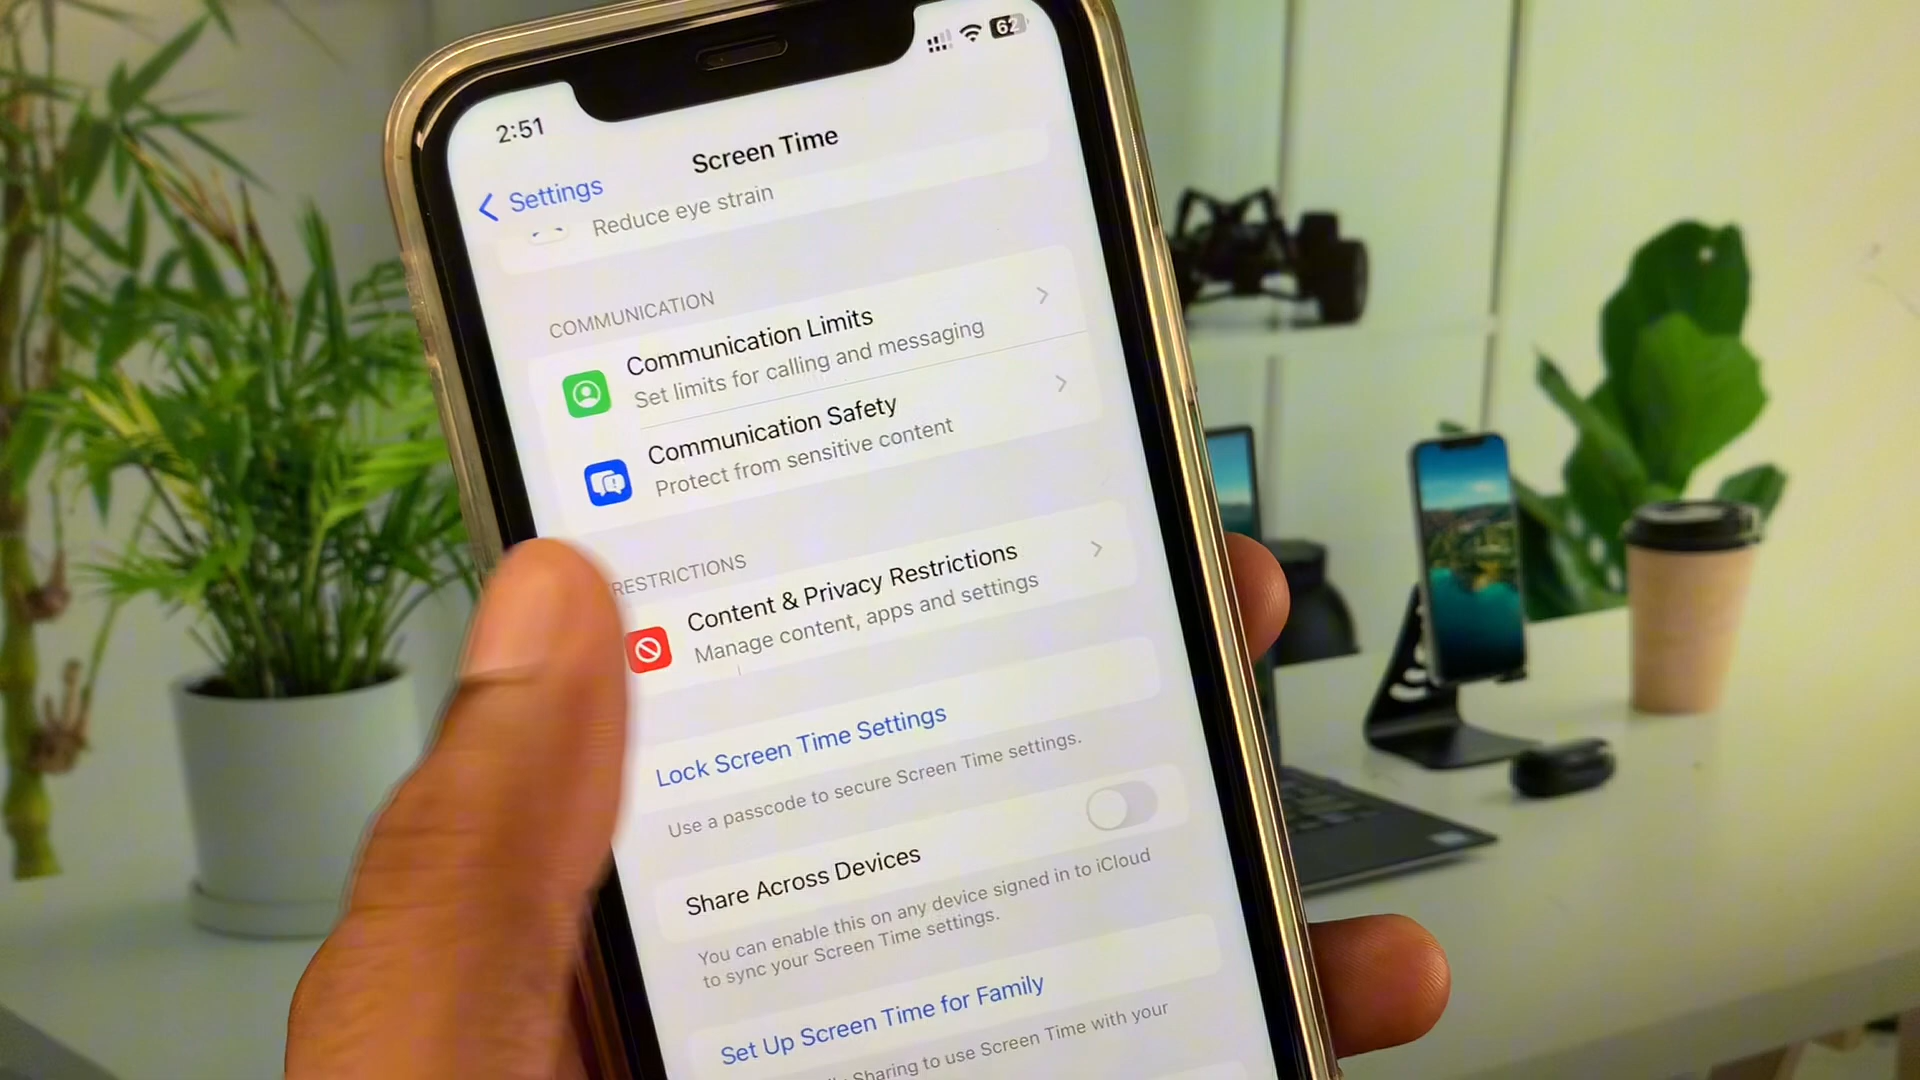 2:51
62
Settings
Screen Time
Reduce eye strain
COMMUNICATION
Communication Limits
Set limits for calling and messaging
Communication Safety
Protect from sensitive content
RESTRICTIONS
Content & Privacy Restrictions
Manage content, apps and settings
Lock Screen Time Settings
Use a passcode to secure Screen Time settings.
Share Across Devices
You can enable this on any device signed in to iCloud
to sync your Screen Time settings.
Set Up Screen Time for Family
Sharing to use Screen Time with your